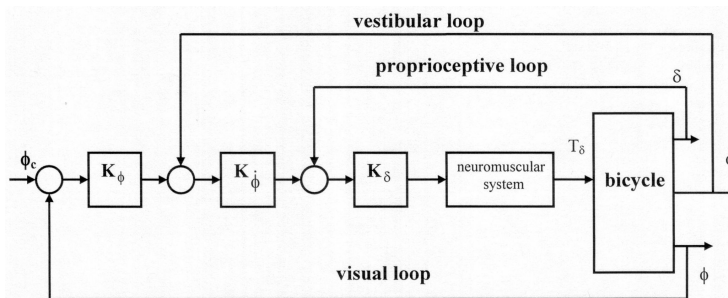 vestibular loop
proprioceptive loop
δ
ϕc
Kϕ
Kϕ̇
Kδ
neuromuscular
system
Tδ
bicycle
visual loop
ϕ